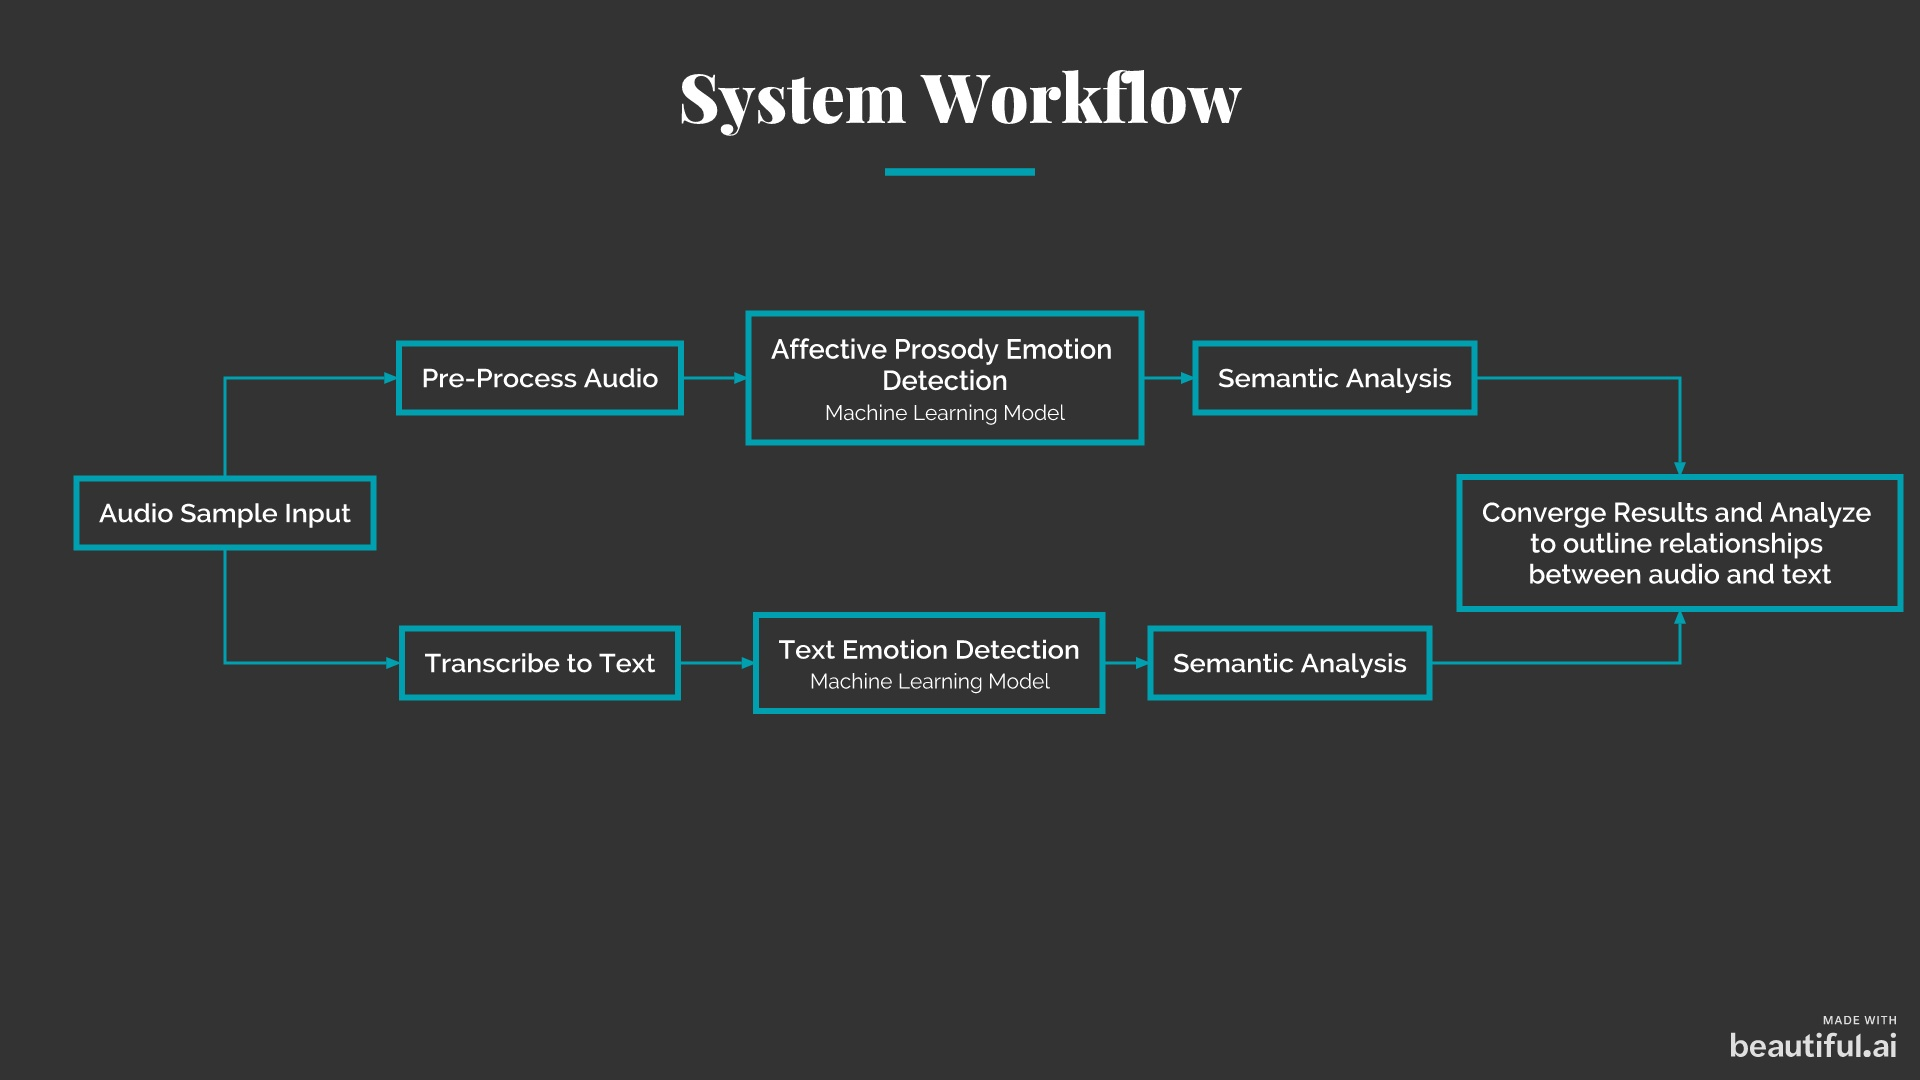 System Workflow
Pre-Process Audio
Affective Prosody Emotion
Detection
Machine Learning Model
Semantic Analysis
Audio Sample Input
Converge Results and Analyze
to outline relationships
between audio and text
Transcribe to Text
Text Emotion Detection
Machine Learning Model
Semantic Analysis
MADE WITH
beautiful.ai